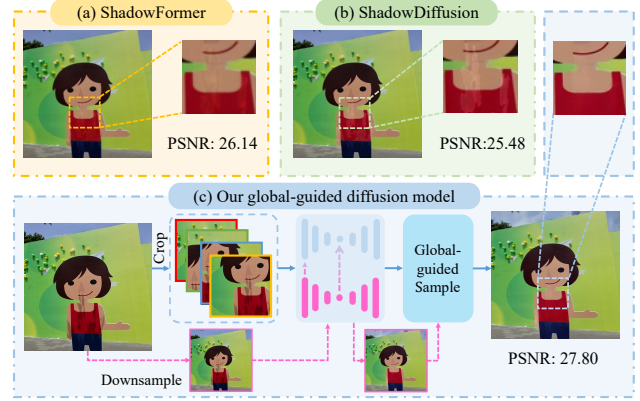 (a) ShadowFormer
PSNR: 26.14
(b) ShadowDiffusion
PSNR:25.48
(c) Our global-guided diffusion model
Crop
Global-
guided
Sample
Downsample
PSNR: 27.80